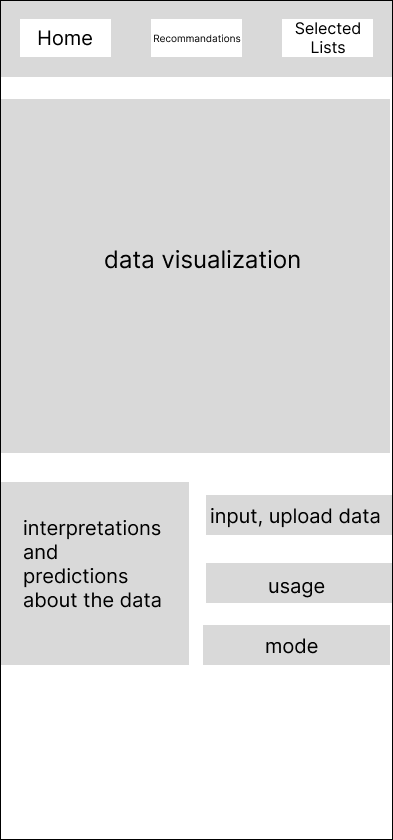 Home
Recommandations
Selected
Lists
data visualization
interpretations
and
predictions
about the data
input, upload data
usage
mode